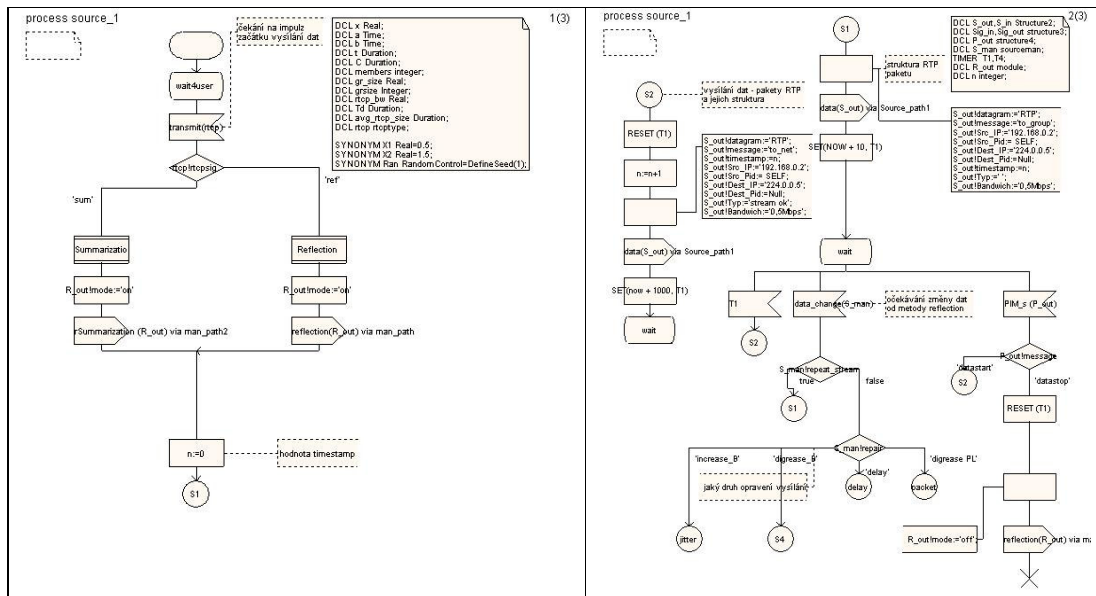 process source_1
1(3)
čekání na impulz
začátku vysílání dat
DCL x Real;
DCL a Time;
DCL b Time;
DCL t Duration;
DCL C Duration;
DCL members integer;
DCL gr_size Real;
DCL grsize Integer;
DCL rtcp_bw Real;
DCL Td Duration;
DCL avg_rtcp_size Duration;
DCL rtcp rtcptype;
SYNONYM X1 Real=0.5;
SYNONYM X2 Real=1.5;
SYNONYM Ran RandomControl=DefineSeed(1);
wait4user
transmit(rtcp)
rtcp!rtcpsig
'sum'
'ref'
Summarizatio
Reflection
R_out!mode:='on'
R_out!mode:='on'
rSummarization (R_out) via man_path2
reflection(R_out) via man_path
n:=0
hodnota timestamp
S1
process source_1
2(3)
S1
DCL S_out,S_in Structure2;
DCL Sig_in,Sig_out structure3;
DCL P_out structure4;
DCL S_man sourceman;
TIMER T1,T4;
DCL R_out module;
DCL n integer;
struktura RTP
paketu
data(S_out) via Source_path1
SET(NOW + 10, T1)
S_out!datagram:='RTP';
S_out!message:='to_group';
S_out!Src_IP:='192.168.0.2';
S_out!Src_Pid:= SELF;
S_out!Dest_IP:='224.0.0.5';
S_out!Dest_Pid:=Null;
S_out!timestamp:=n;
S_out!Typ:=' ';
S_out!Bandwich:='0,5Mbps';
S2
vysílání dat - pakety RTP
a jejich struktura
RESET (T1)
n:=n+1
S_out!datagram:='RTP';
S_out!message:='to_net';
S_out!timestamp:=n;
S_out!Src_IP:='192.168.0.2';
S_out!Src_Pid:= SELF;
S_out!Dest_IP:='224.0.0.5';
S_out!Dest_Pid:=Null;
S_out!Typ:='stream ok';
S_out!Bandwich:='0,5Mbps';
data(S_out) via Source_path1
SET(now + 1000, T1)
wait
wait
T1
data_change(S_man)
očekávání změny dat
od metody reflection
PIM_s (P_out)
S2
S_man!repeat_stream
true
false
S1
P_out!message
'datastart'
S2
'datastop'
RESET (T1)
S_man!repair
'increase_B'
'digrease_B'
'delay'
'digrease PL'
jaký druh opravení vysílání
delay
packet
jitter
S4
R_out!mode:='off';
reflection(R_out) via ma